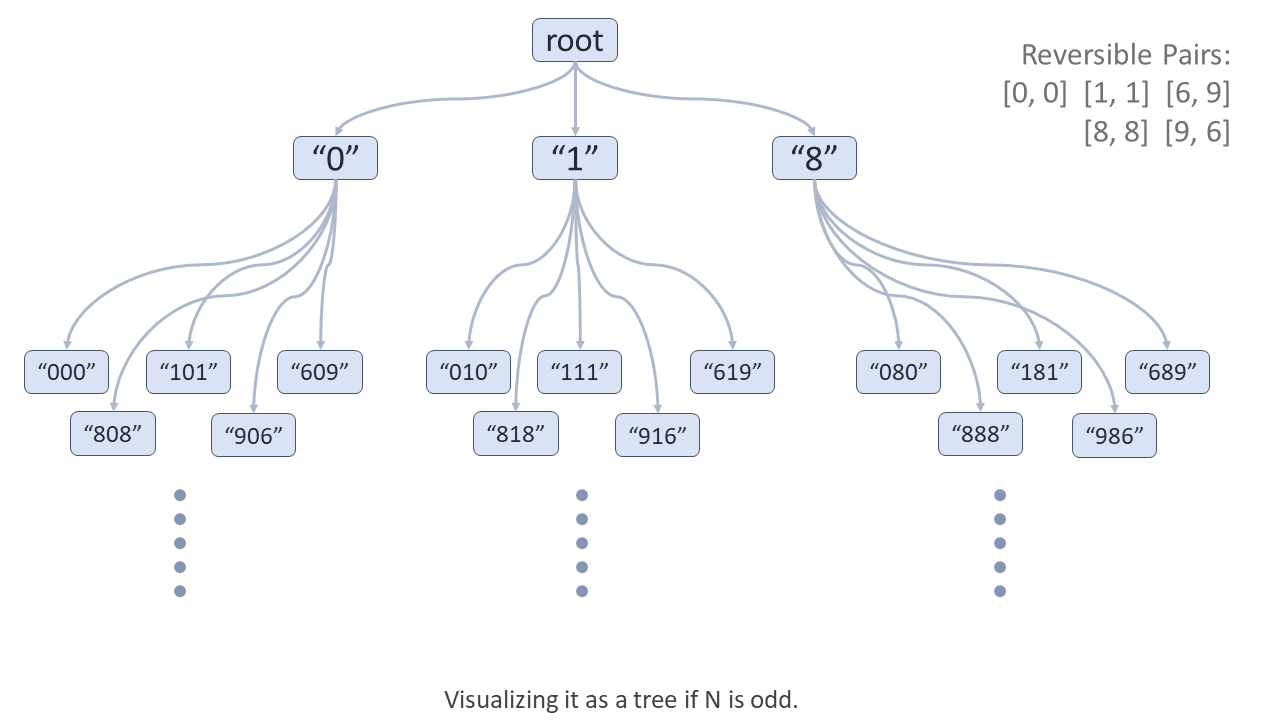 root
Reversible Pairs:
[0, 0] [1, 1] [6, 9]
[8, 8] [9, 6]
“0” “1” “8”
“000” “101” “609” “010” “111” “619” “080” “181” “689”
“808” “906” “818” “916” “888” “986”
Visualizing it as a tree if N is odd.